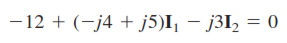 −12 + (−j4 + j5)I₁ − j3I₂ = 0